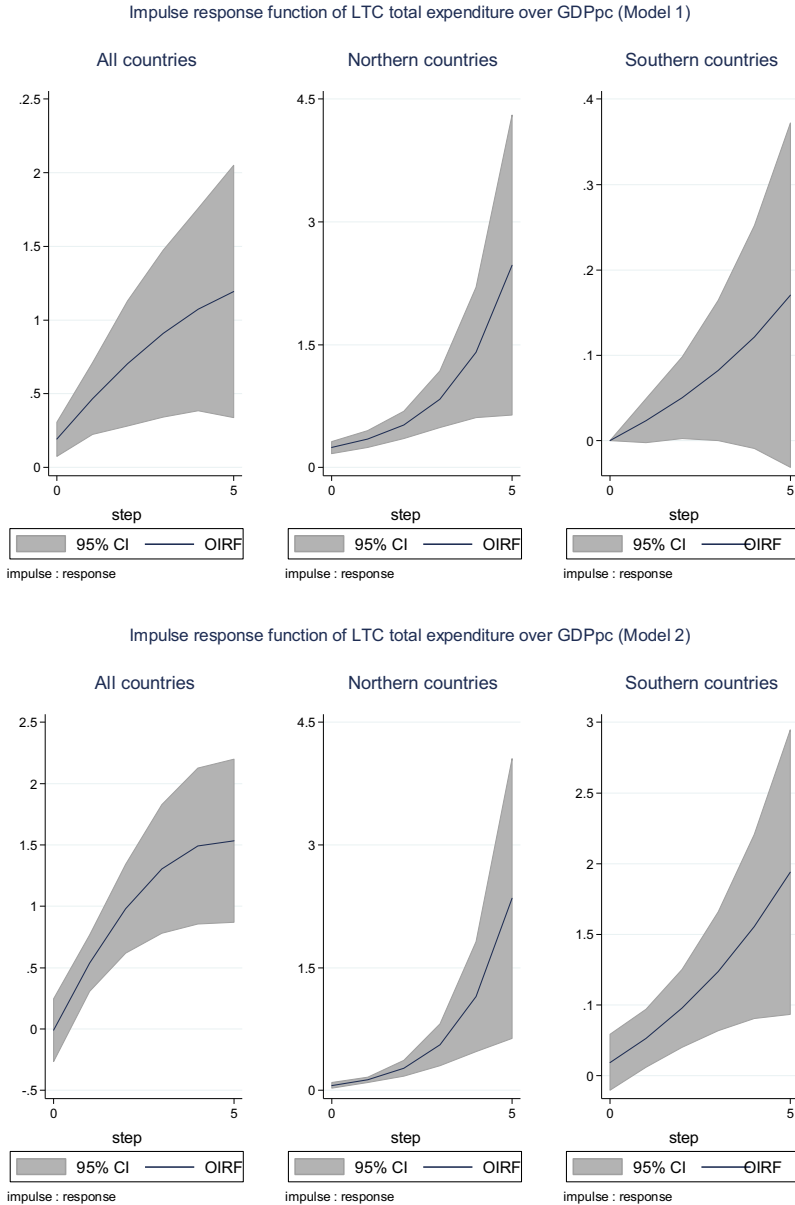 Impulse response function of LTC total expenditure over GDPpc (Model 1)
All countries
.2.5
2
1.5
1
.5
0
0 5
step
95% CI OIRF
impulse : response
Northern countries
4.5
3
1.5
0
0 5
step
95% CI OIRF
impulse : response
Southern countries
.4
.3
.2
.1
0
0 5
step
95% CI OIRF
impulse : response
Impulse response function of LTC total expenditure over GDPpc (Model 2)
All countries
2.5
2
1.5
1
.5
0
-.5
0 5
step
95% CI OIRF
impulse : response
Northern countries
4.5
3
1.5
0
0 5
step
95% CI OIRF
impulse : response
Southern countries
3
2
1.5
.1
0
0 5
step
95% CI OIRF
impulse : response